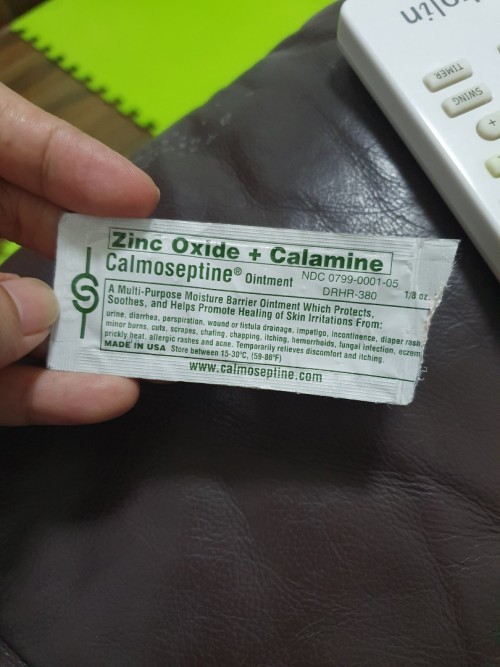 Zinc Oxide + Calamine
Calmoseptine® Ointment NDC 0799-0001-05
DRHR-380 1/8 oz.
A Multi-Purpose Moisture Barrier Ointment Which Protects,
Soothes, and Helps Promote Healing of Skin Irritations From:
urine, diarrhea, perspiration, wound or fistula drainage, impetigo, incontinence, diaper rash,
minor burns, cuts, scrapes, chafing, chapping, itching, hemorrhoids, fungal infection, eczem
prickly heat, allergic rashes and acne. Temporarily relieves discomfort and itching.
MADE IN USA Store between 15-30°C, (59-86°F)
www.calmoseptine.com
TIMER
SWING
+